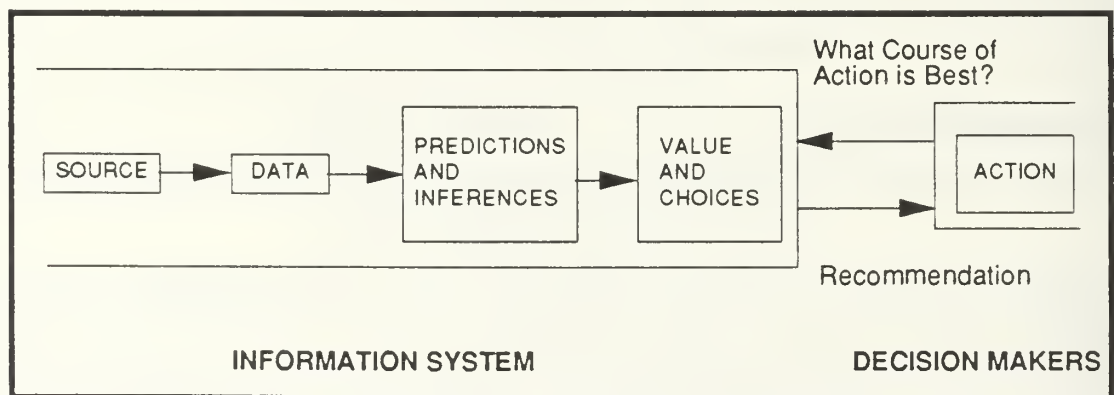 What Course of
Action is Best?
SOURCE
DATA
PREDICTIONS
AND
INFERENCES
VALUE
AND
CHOICES
ACTION
Recommendation
INFORMATION SYSTEM
DECISION MAKERS